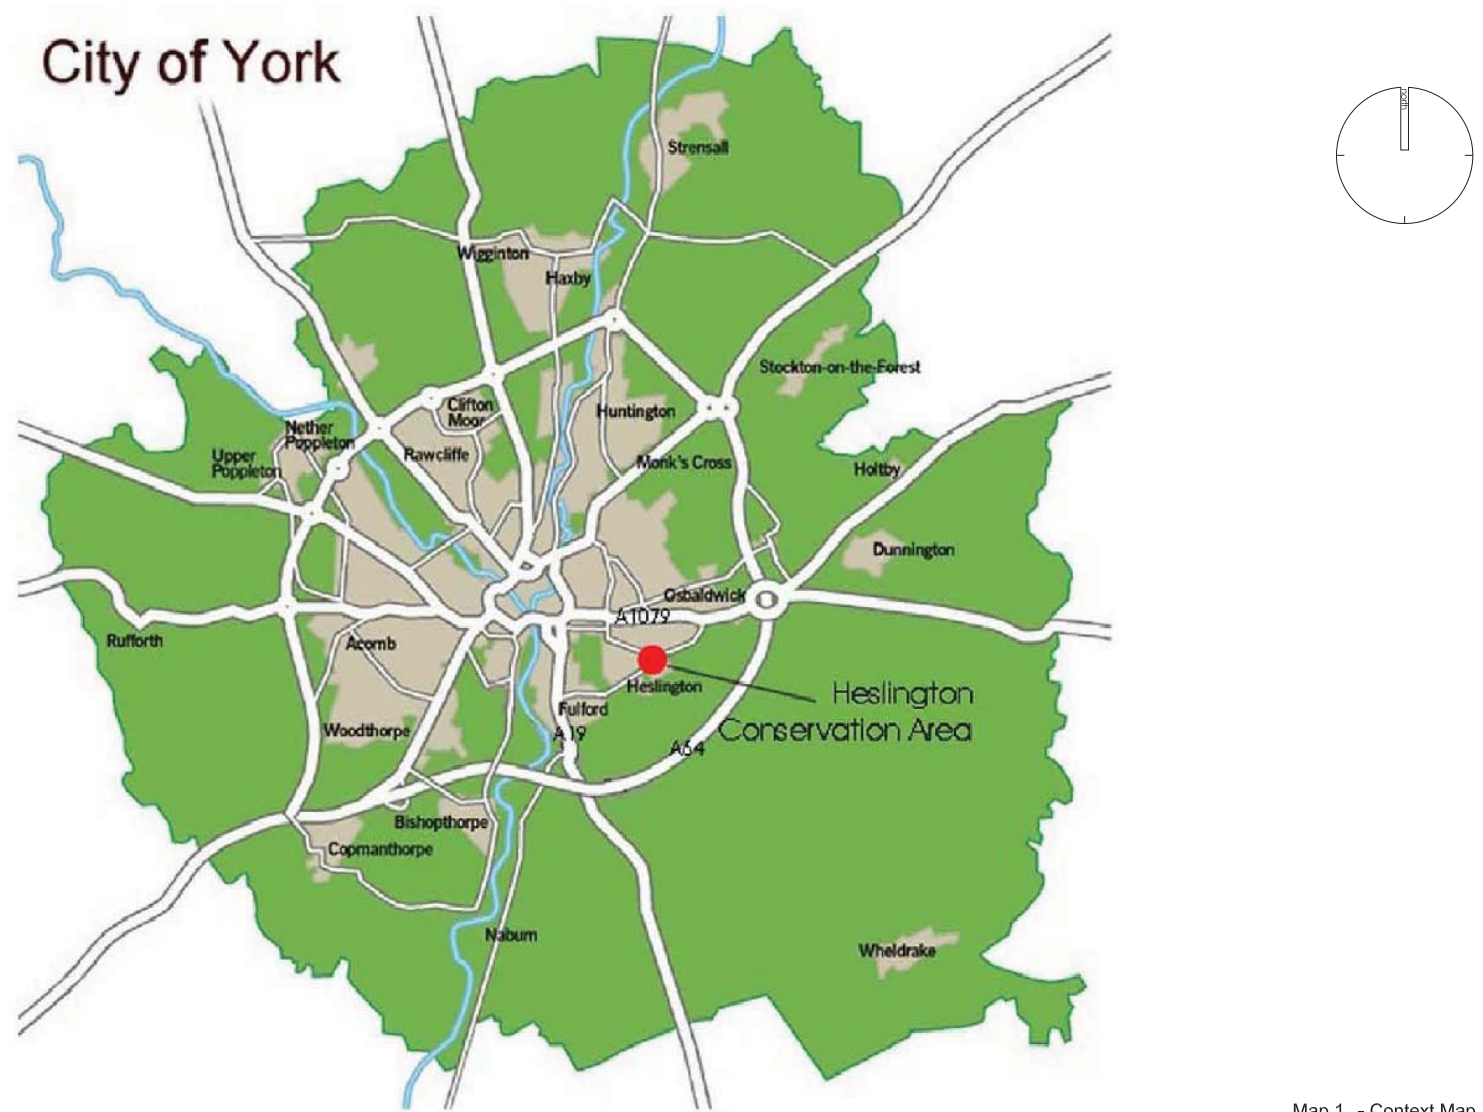 City of York
north
Strensall
Wigginton
Haxby
Stockton-on-the-Forest
Clifton
Moor
Huntington
Nether
Poppleton
Rawcliffe
Upper
Poppleton
Monk's Cross
Holtby
Dunnington
Osbaldwick
A1079
Rufforth
Acomb
Heslington
Heslington
Conservation Area
Fulford
Woodthorpe
A19
A64
Bishopthorpe
Copmanthorpe
Naburn
Wheldrake
Map 1 - Context Map